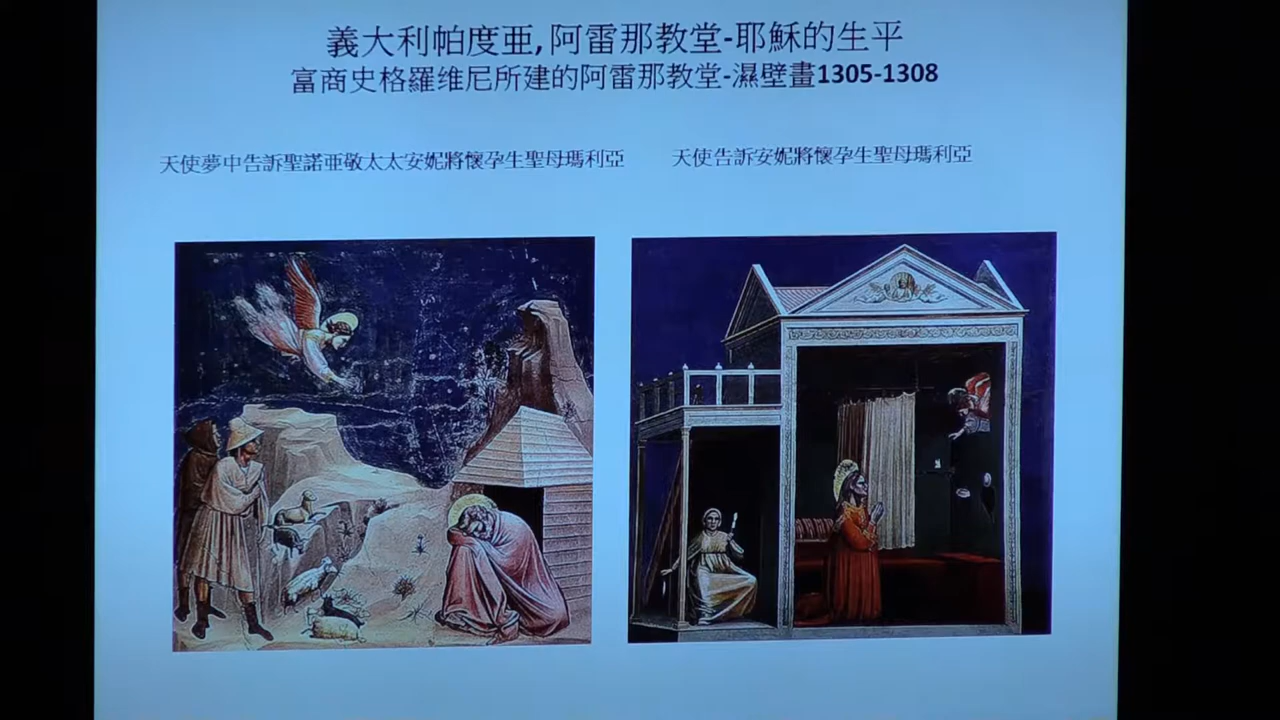 義大利帕度亜,阿雷那教堂-耶穌的生平
富商史格羅维尼所建的阿雷那教堂-濕壁畫1305-1308
天使夢中告訴聖諾亜敬太太安妮將懷孕生聖母瑪利亞
天使告訴安妮將懷孕生聖母瑪利亞